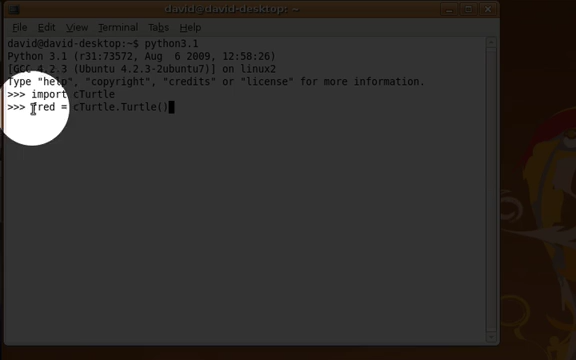 david@david-desktop: ~
File Edit View Terminal Tabs Help
david@david-desktop:~$ python3.1
Python 3.1 (r31:73572, Aug  6 2009, 12:58:26)
[GCC 4.2.3 (Ubuntu 4.2.3-2ubuntu7)] on linux2
Type "help", "copyright", "credits" or "license" for more information.
>>> import cTurtle
>>> fred = cTurtle.Turtle()